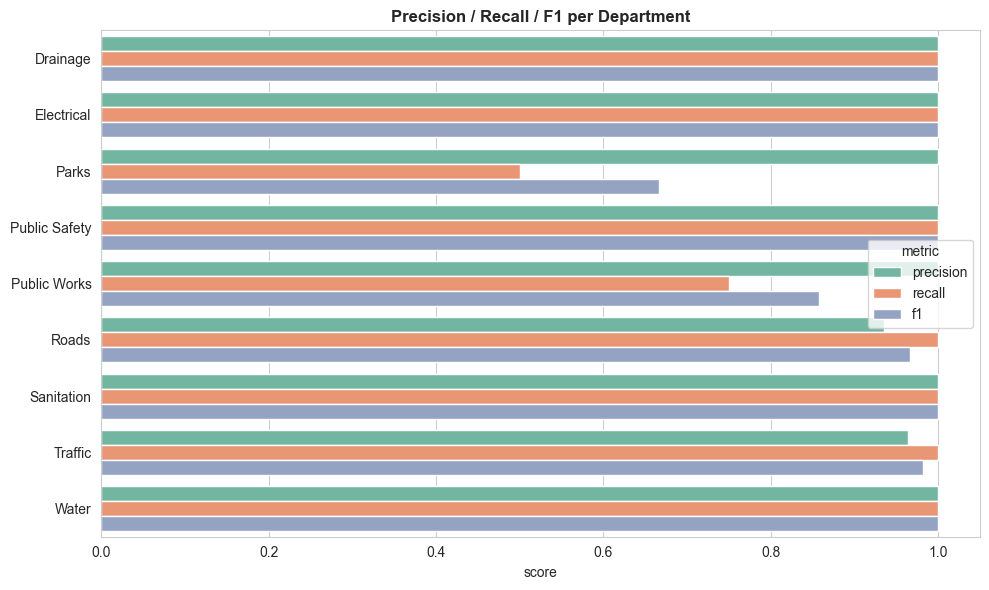 Precision / Recall / F1 per Department
Drainage
Electrical
Parks
Public Safety
Public Works
Roads
Sanitation
Traffic
Water
metric
precision
recall
f1
0.0 0.2 0.4 0.6 0.8 1.0
score